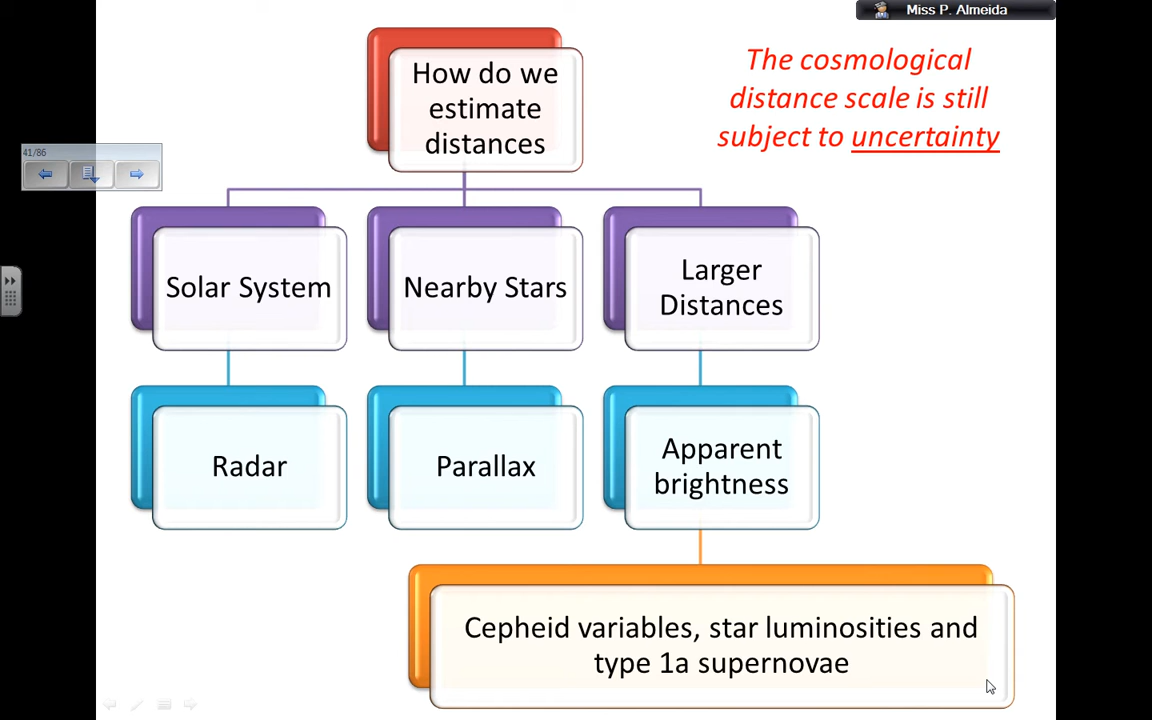 Miss P. Almeida
How do we
estimate
distances
The cosmological
distance scale is still
subject to uncertainty
41/86
Solar System
Nearby Stars
Larger
Distances
Radar
Parallax
Apparent
brightness
Cepheid variables, star luminosities and
type 1a supernovae